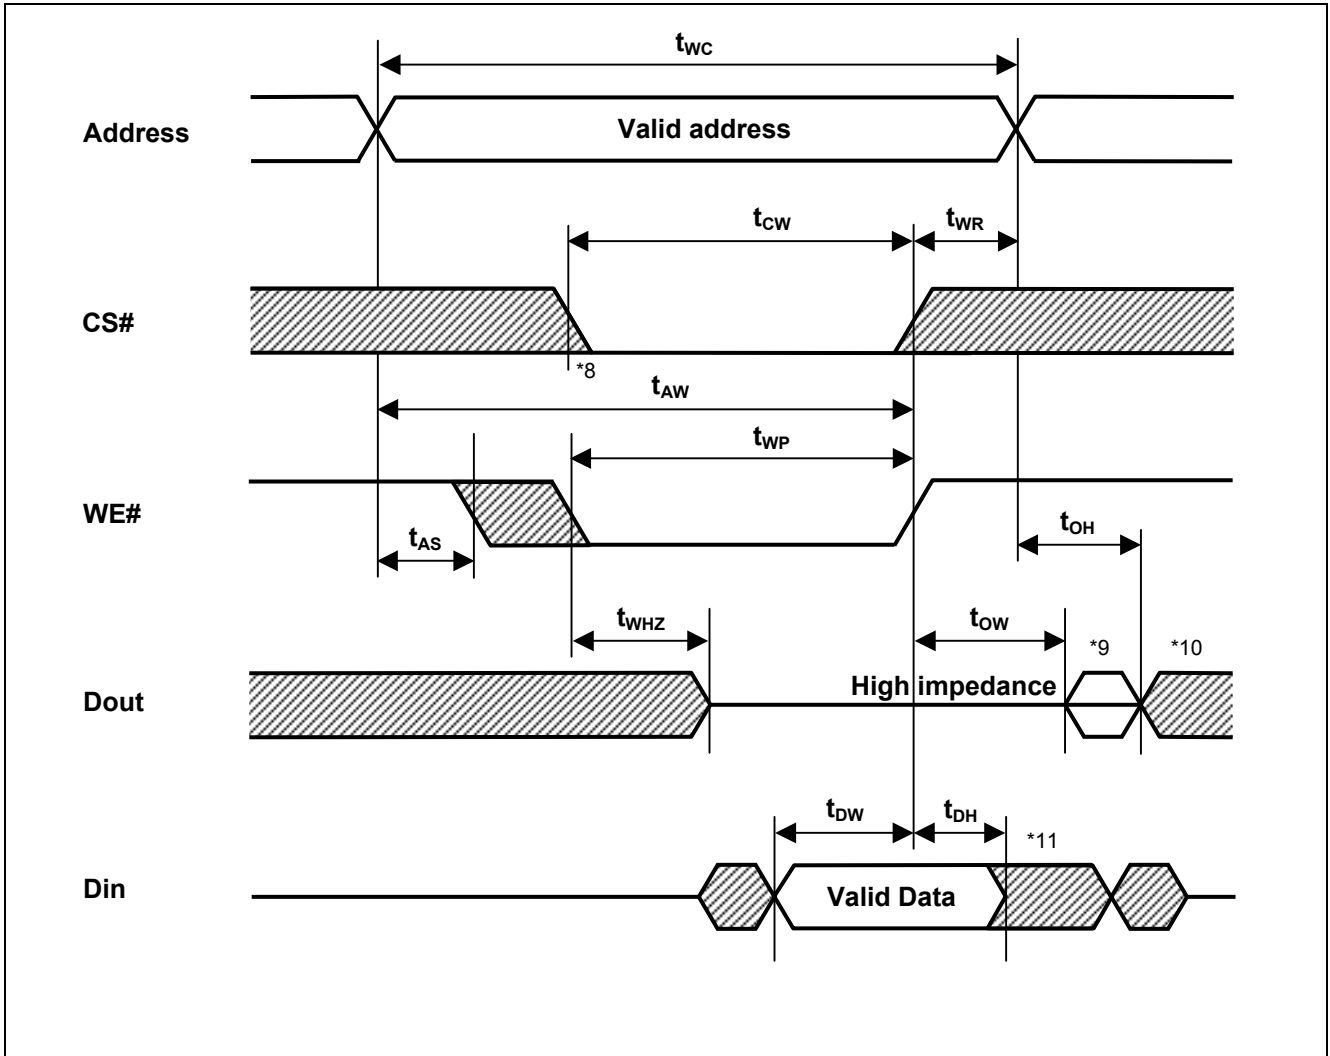 tWC
Address
Valid address
tCW
tWR
CS#
*8
tAW
tWP
WE#
tAS
tOH
tWHZ
tOW
*9
*10
Dout
High impedance
tDW
tDH
*11
Din
Valid Data